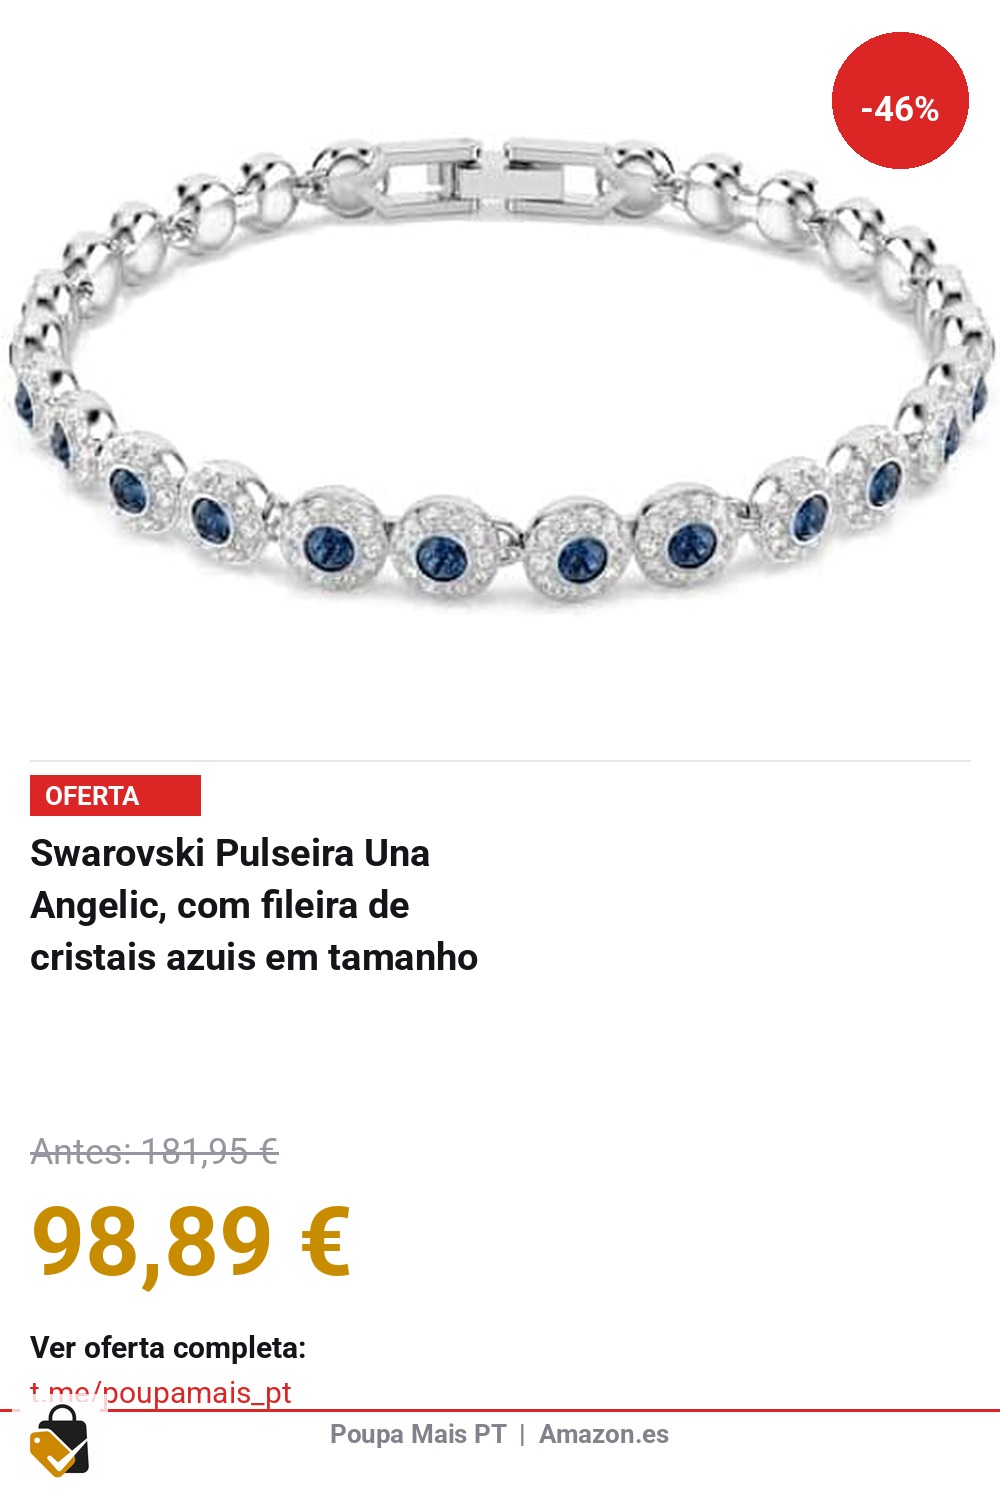 -46%
OFERTA
Swarovski Pulseira Una
Angelic, com fileira de
cristais azuis em tamanho
Antes: 181,95 €
98,89 €
Ver oferta completa:
t.me/poupamais_pt
Poupa Mais PT | Amazon.es